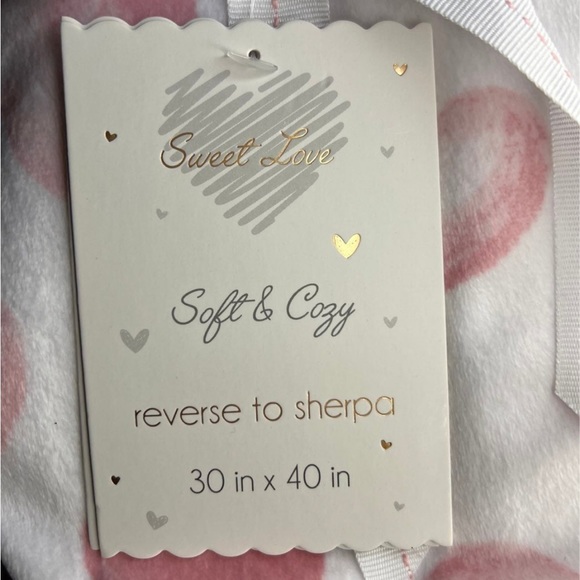 Sweet Love
Soft & Cozy
reverse to sherpa
30 in x 40 in